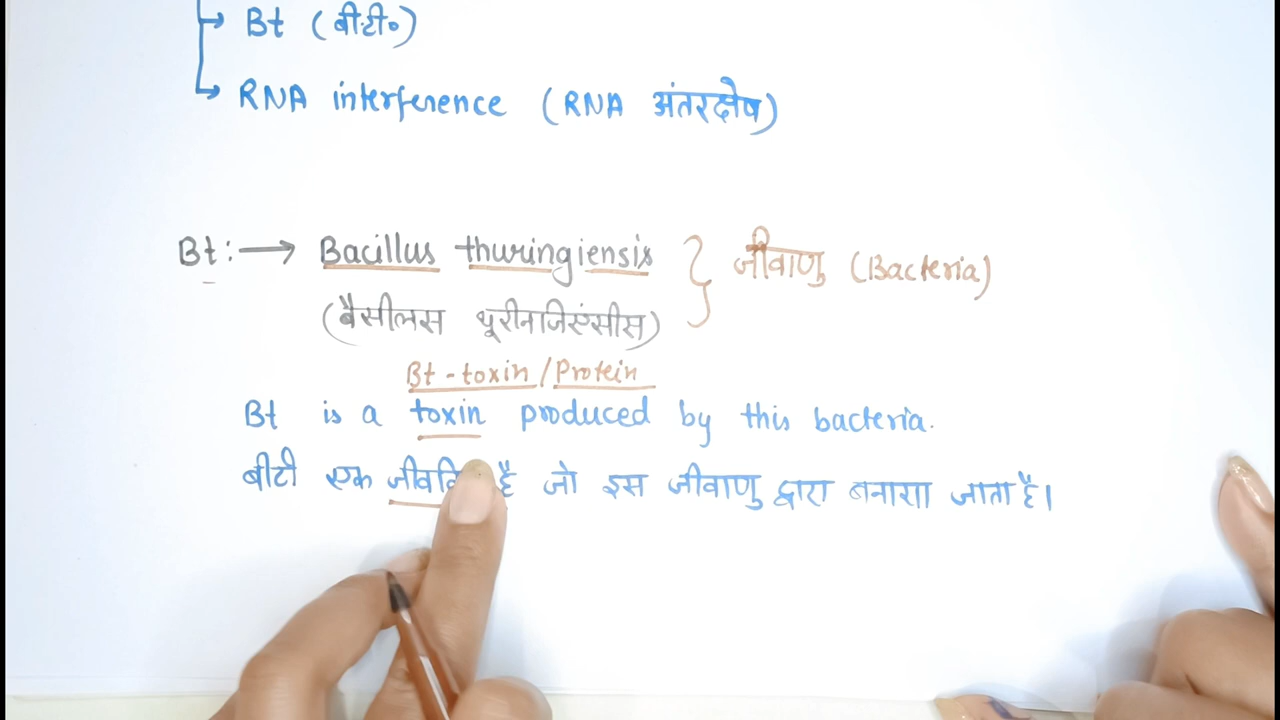 Bt (बी.टी०)
RNA interference (RNA अंतरक्षेप)
Bt: → Bacillus thuringiensis } जीवाणु (Bacteria)
(बैसीलस थूरीनजिएंसीस)
Bt-toxin/Protein
Bt is a toxin produced by this bacteria.
बीटी एक है जो इस जीवाणु द्वारा बनाया जाता है।